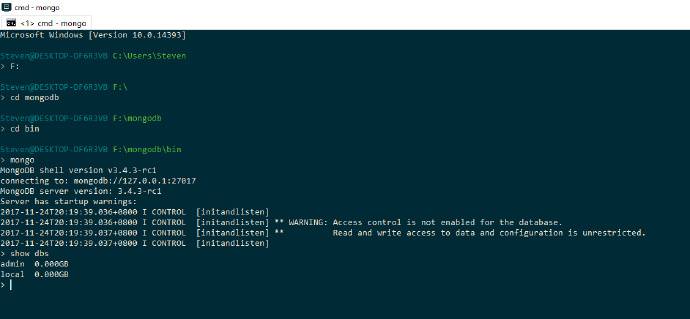 cmd - mongo
<1> cmd - mongo
Microsoft Windows [Version 10.0.14393]
Steven@DESKTOP-DF6R3VB C:\Users\Steven
> F:
Steven@DESKTOP-DF6R3VB F:\
> cd mongodb
Steven@DESKTOP-DF6R3VB F:\mongodb
> cd bin
Steven@DESKTOP-DF6R3VB F:\mongodb\bin
> mongo
MongoDB shell version v3.4.3-rc1
connecting to: mongodb://127.0.0.1:27017
MongoDB server version: 3.4.3-rc1
Server has startup warnings:
2017-11-24T20:19:39.036+0800 I CONTROL  [initandlisten]
2017-11-24T20:19:39.036+0800 I CONTROL  [initandlisten] ** WARNING: Access control is not enabled for the database.
2017-11-24T20:19:39.037+0800 I CONTROL  [initandlisten] **          Read and write access to data and configuration is unrestricted.
2017-11-24T20:19:39.037+0800 I CONTROL  [initandlisten]
> show dbs
admin  0.000GB
local  0.000GB
>